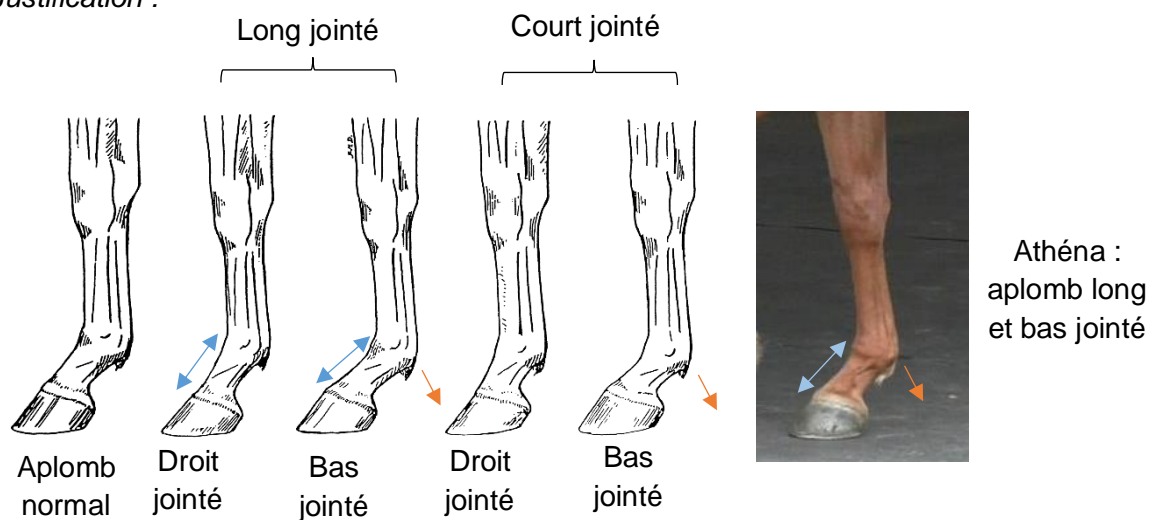 Justification :
Long jointé
Court jointé
Athéna :
aplomb long
et bas jointé
Aplomb
normal
Droit
jointé
Bas
jointé
Droit
jointé
Bas
jointé